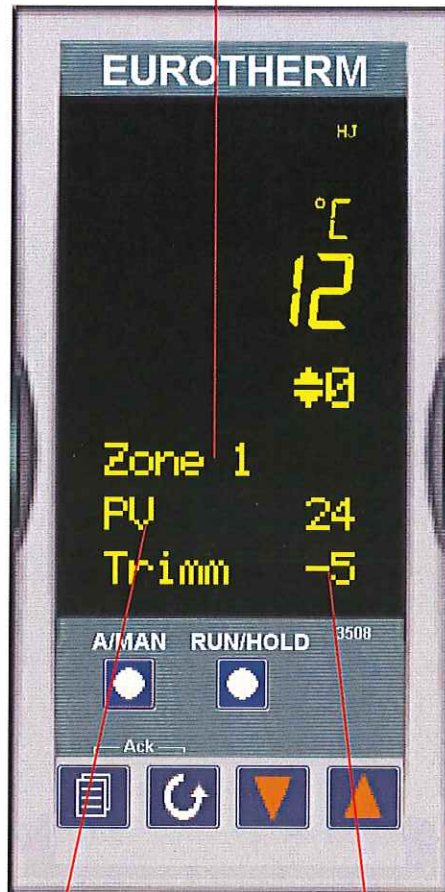 EUROTHERM
HJ
°C
12
0
Zone 1
PV 24
Trimm -5
A/MAN RUN/HOLD 3508
Ack